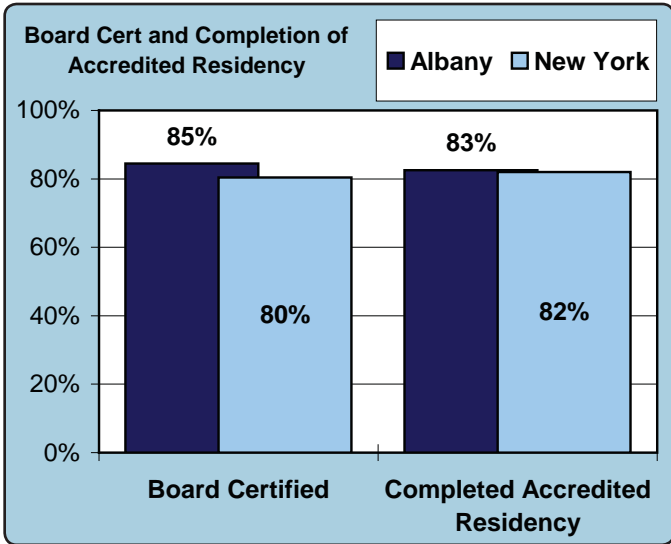 Board Cert and Completion of
Accredited Residency
Albany
New York
100%
80%
60%
40%
20%
0%
85%
80%
83%
82%
Board Certified
Completed Accredited
Residency